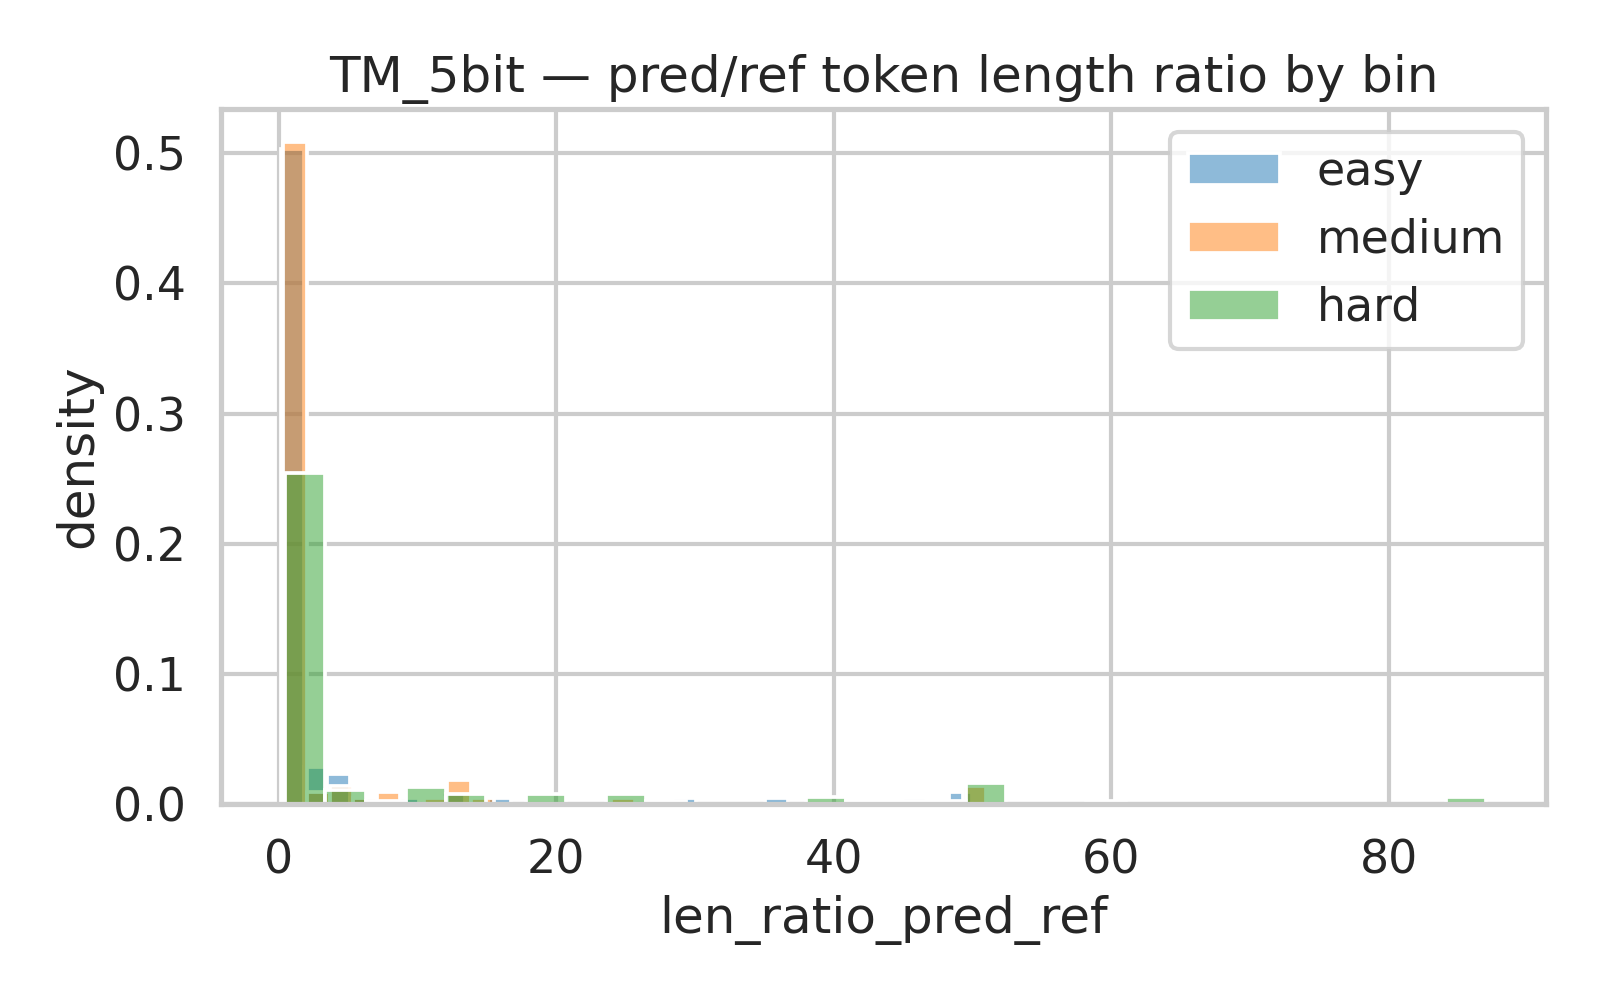 TM_5bit — pred/ref token length ratio by bin
easy
medium
hard
density
0.5
0.4
0.3
0.2
0.1
0.0
0 20 40 60 80
len_ratio_pred_ref